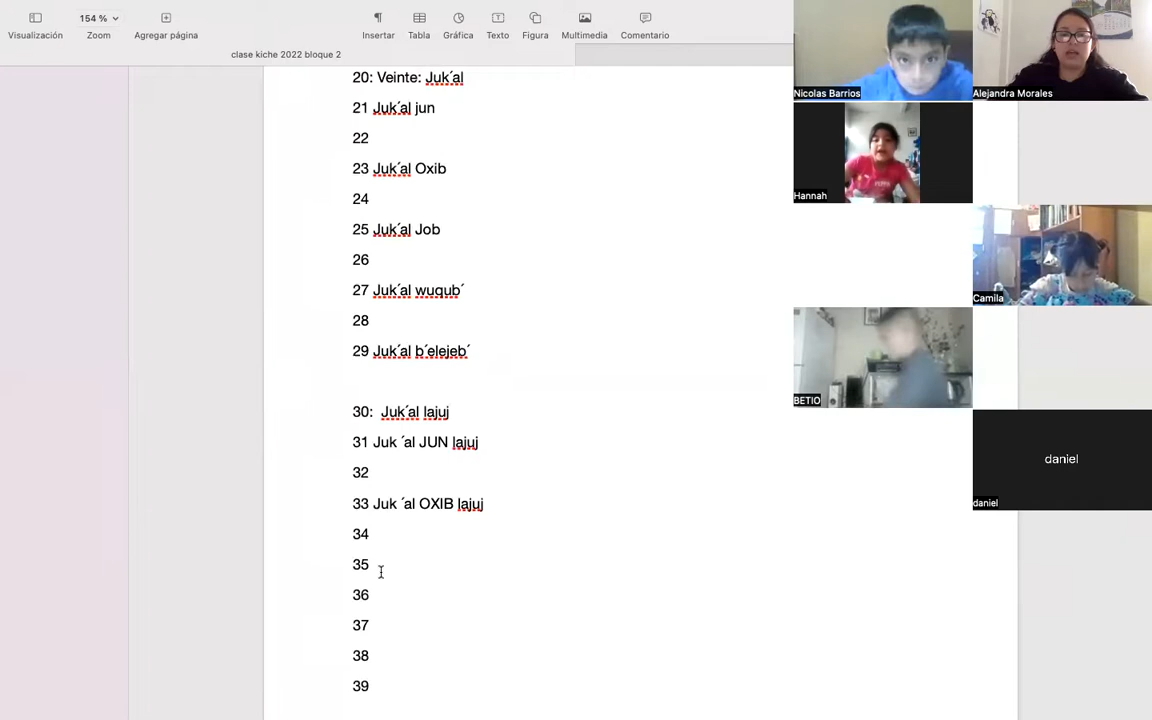 154 %
Visualización
Zoom
Agregar página
Insertar
Tabla
Gráfica
Texto
Figura
Multimedia
Comentario
clase kiche 2022 bloque 2
20: Veinte: Juk´al
21 Juk´al jun
22
23 Juk´al Oxib
24
25 Juk´al Job
26
27 Juk´al wuqub´
28
29 Juk´al b´elejeb´
30:  Juk´al lajuj
31 Juk ´al JUN lajuj
32
33 Juk ´al OXIB lajuj
34
35
36
37
38
39
Nicolas Barrios
Alejandra Morales
Hannah
Camila
BETIO
daniel
daniel